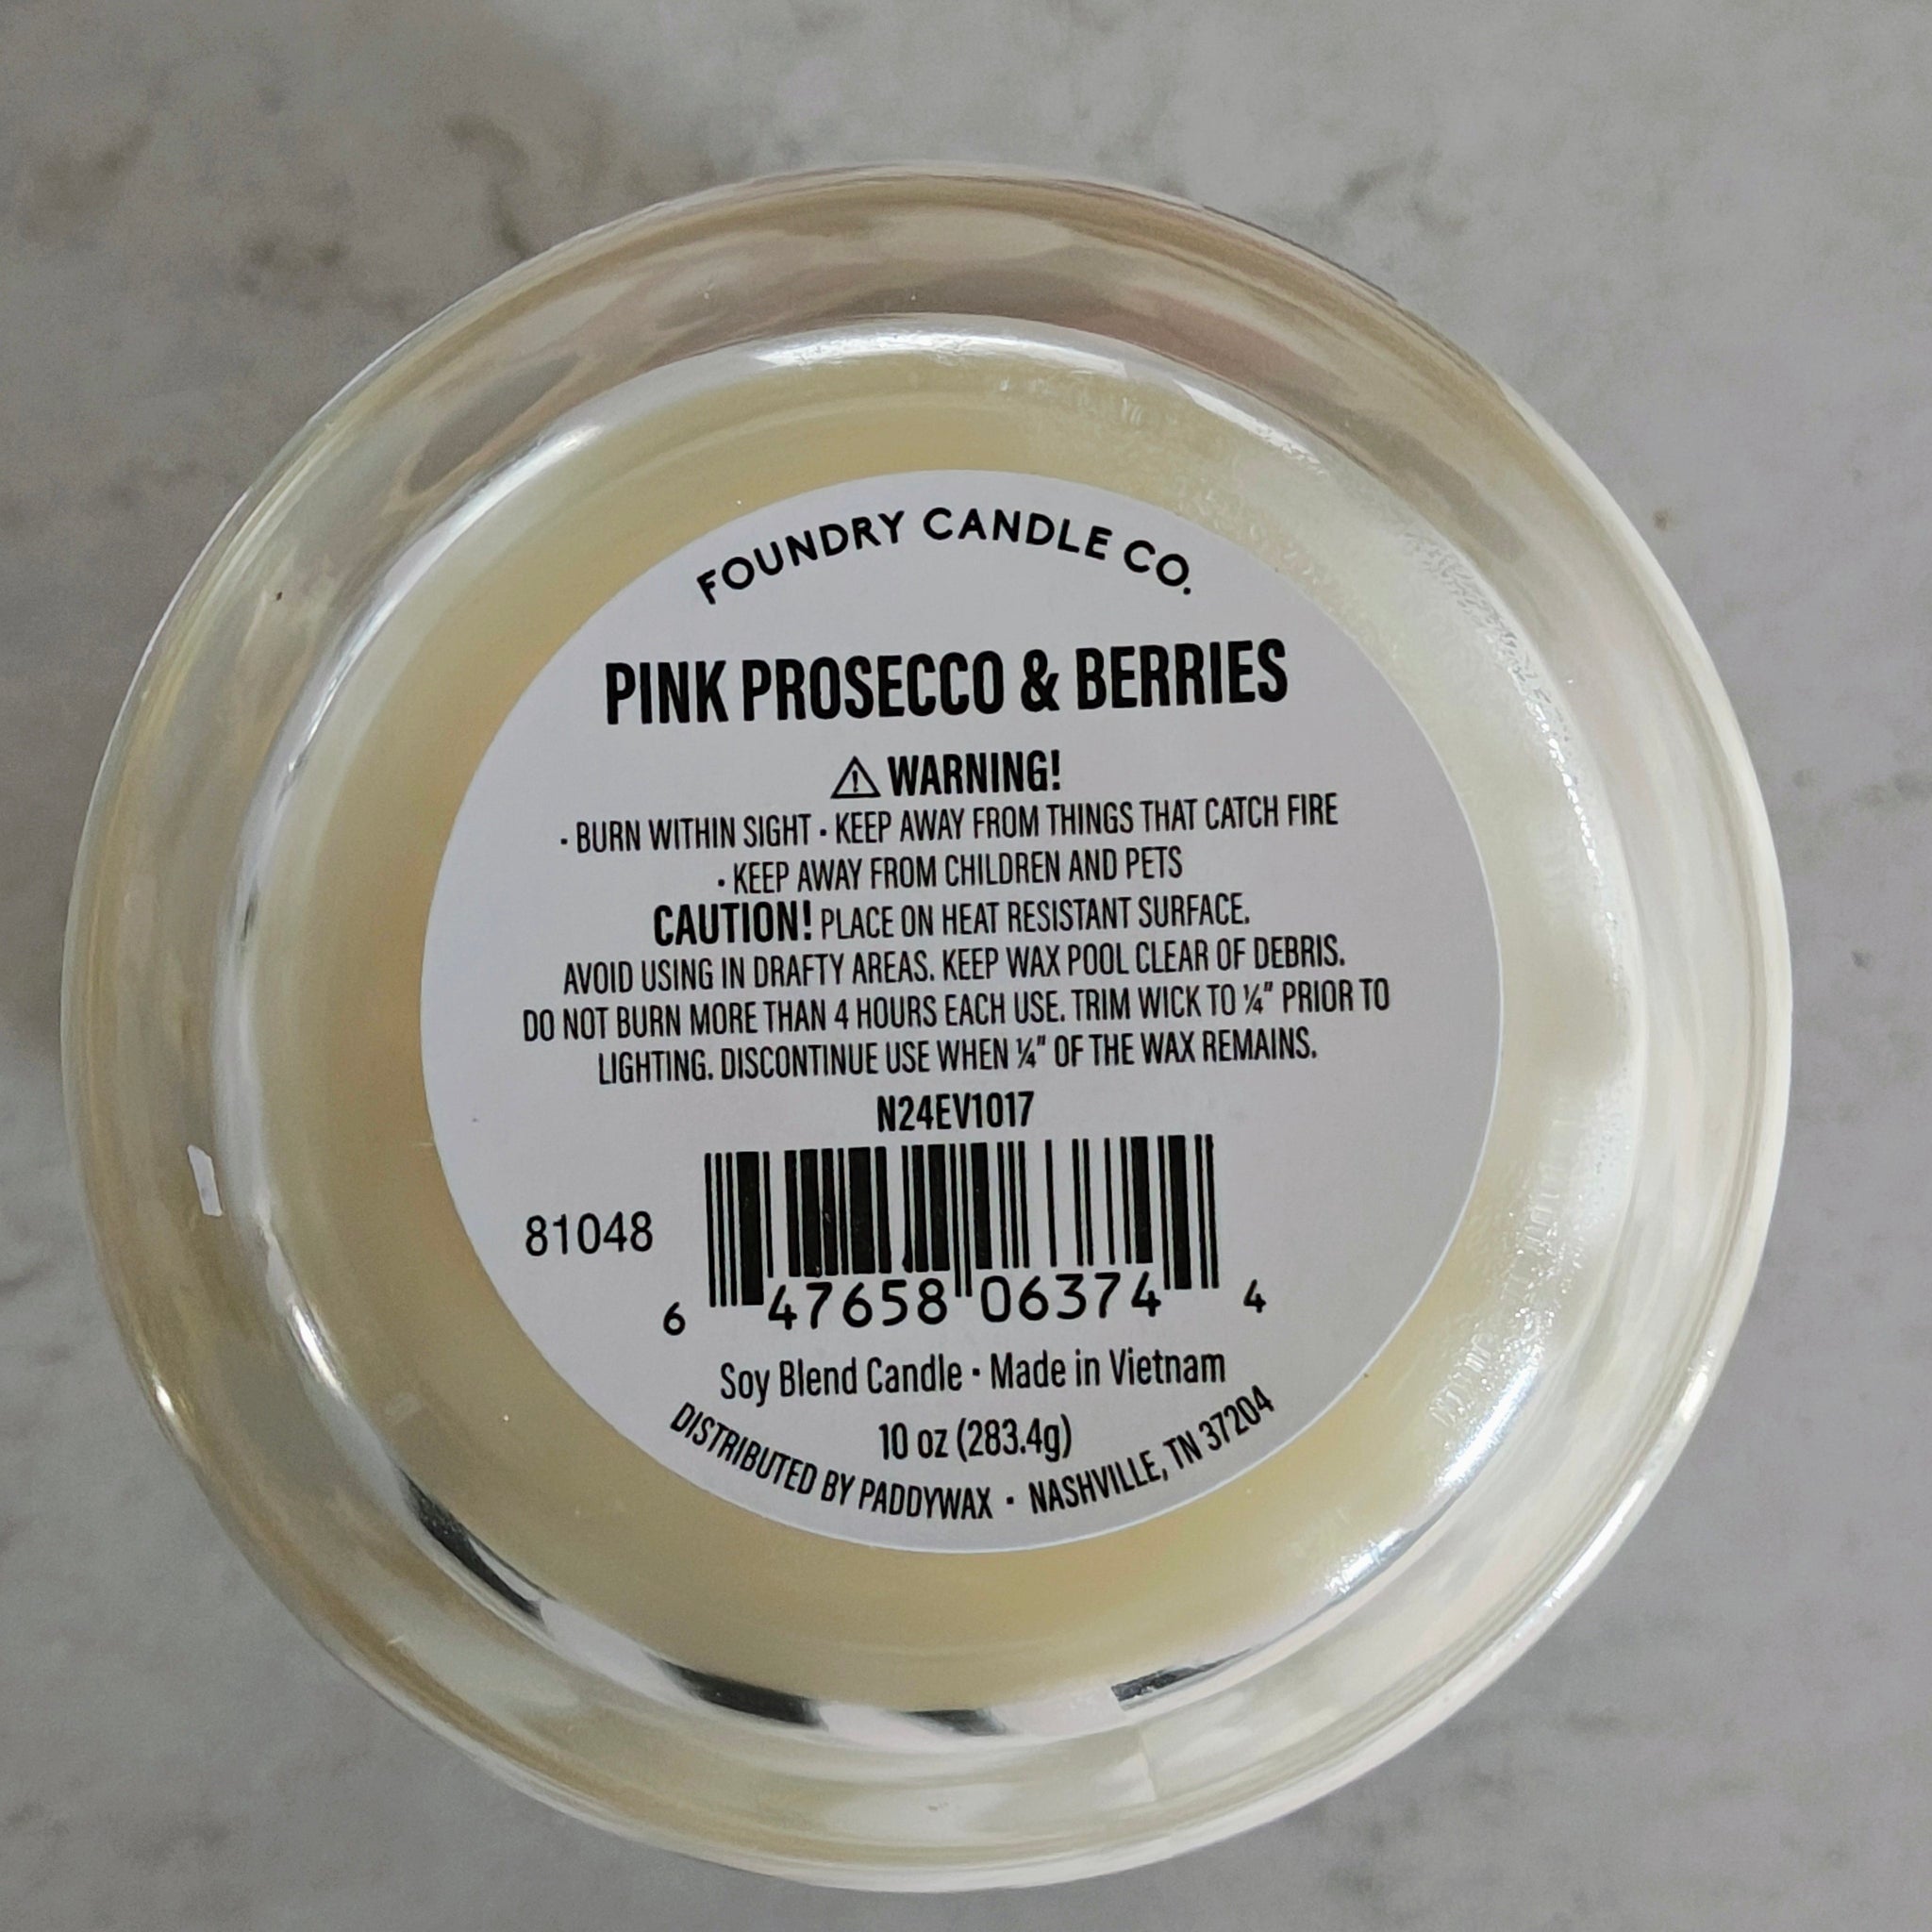 FOUNDRY CANDLE CO.
PINK PROSECCO & BERRIES
⚠ WARNING!
• BURN WITHIN SIGHT • KEEP AWAY FROM THINGS THAT CATCH FIRE
• KEEP AWAY FROM CHILDREN AND PETS
CAUTION! PLACE ON HEAT RESISTANT SURFACE.
AVOID USING IN DRAFTY AREAS. KEEP WAX POOL CLEAR OF DEBRIS.
DO NOT BURN MORE THAN 4 HOURS EACH USE. TRIM WICK TO ¼" PRIOR TO
LIGHTING. DISCONTINUE USE WHEN ¼" OF THE WAX REMAINS.
N24EV1017
81048
6 47658 06374 4
Soy Blend Candle • Made in Vietnam
10 oz (283.4g)
DISTRIBUTED BY PADDYWAX • NASHVILLE, TN 37204